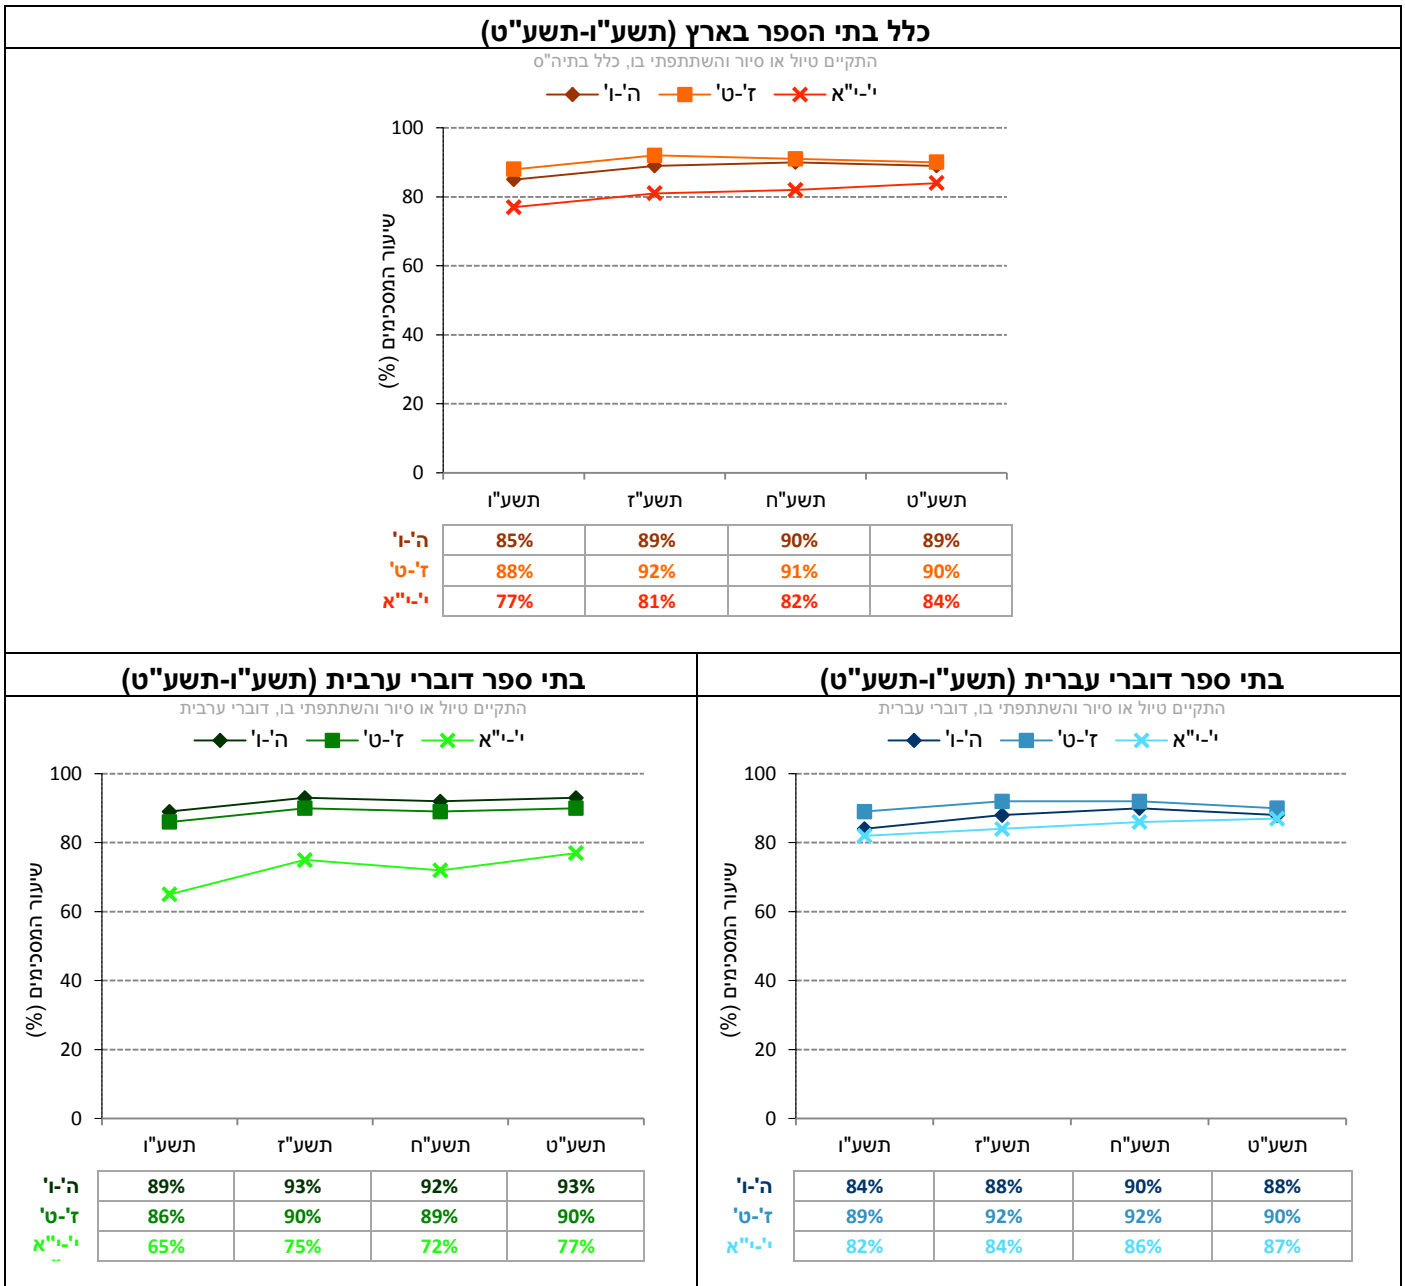 כלל בתי הספר בארץ (תשע"ו-תשע"ט)
התקיים טיול או סיור והשתתפתי בו, כלל בתיה"ס
ה'-ו' ז'-ט' י'-י"א
שיעור המסכימים (%)
100
80
60
40
20
0
תשע"ו תשע"ז תשע"ח תשע"ט
ה'-ו' 85% 89% 90% 89%
ז'-ט' 88% 92% 91% 90%
י'-י"א 77% 81% 82% 84%
בתי ספר דוברי עברית (תשע"ו-תשע"ט)
התקיים טיול או סיור והשתתפתי בו, דוברי עברית
ה'-ו' ז'-ט' י'-י"א
שיעור המסכימים (%)
100
80
60
40
20
0
תשע"ו תשע"ז תשע"ח תשע"ט
ה'-ו' 84% 88% 90% 88%
ז'-ט' 89% 92% 92% 90%
י'-י"א 82% 84% 86% 87%
בתי ספר דוברי ערבית (תשע"ו-תשע"ט)
התקיים טיול או סיור והשתתפתי בו, דוברי ערבית
ה'-ו' ז'-ט' י'-י"א
שיעור המסכימים (%)
100
80
60
40
20
0
תשע"ו תשע"ז תשע"ח תשע"ט
ה'-ו' 89% 93% 92% 93%
ז'-ט' 86% 90% 89% 90%
י'-י"א 65% 75% 72% 77%